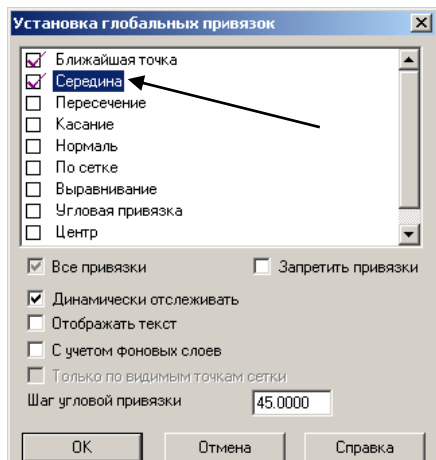 Установка глобальных привязок
Ближайшая точка
Середина
Пересечение
Касание
Нормаль
По сетке
Выравнивание
Угловая привязка
Центр
Все привязки Запретить привязки
Динамически отслеживать
Отображать текст
С учетом фоновых слоев
Только по видимым точкам сетки
Шаг угловой привязки 45.0000
ОК Отмена Справка